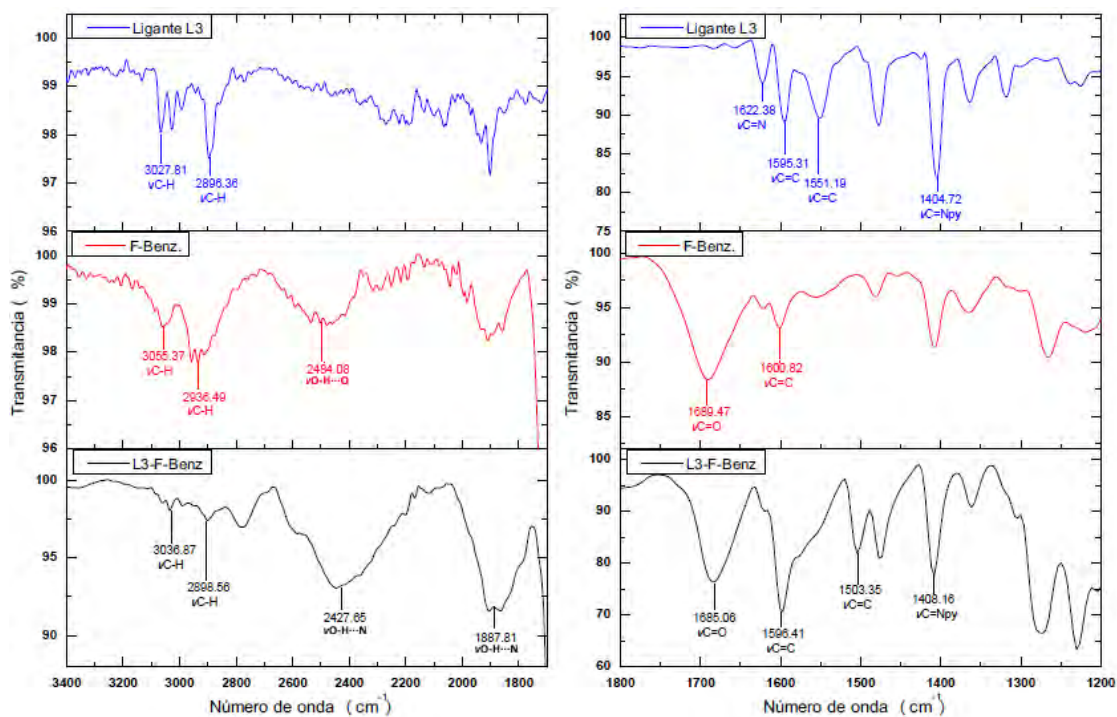 Ligante L3
100
99
98
97
96
3027.81
νC-H
2896.36
νC-H
F-Benz.
100
99
98
97
96
3055.37
νC-H
2936.49
νC-H
2484.08
νO-H···O
L3-F-Benz
100
95
90
3036.87
νC-H
2898.56
νC-H
2427.65
νO-H···N
1887.81
νO-H···N
Transmitancia ( %)
3400 3200 3000 2800 2600 2400 2200 2000 1800
Número de onda (cm⁻¹)
Ligante L3
100
95
90
85
80
75
1622.38
νC=N
1595.31
νC=C
1551.19
νC=C
1404.72
νC=Npy
F-Benz.
100
95
90
85
1689.47
νC=O
1600.82
νC=C
L3-F-Benz
100
90
80
70
60
1685.06
νC=O
1596.41
νC=C
1503.35
νC=C
1408.16
νC=Npy
Transmitancia ( %)
1800 1700 1600 1500 1400 1300 1200
Número de onda (cm⁻¹)